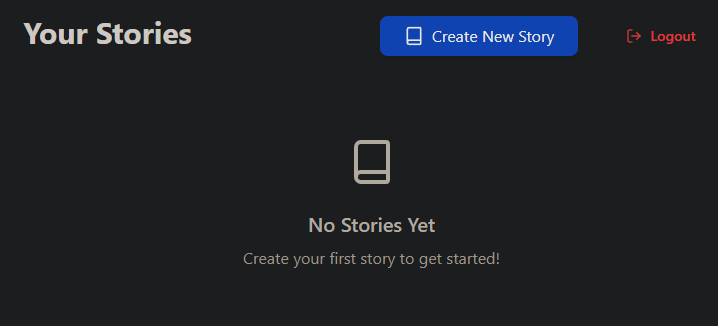 Your Stories
Create New Story
Logout
No Stories Yet
Create your first story to get started!